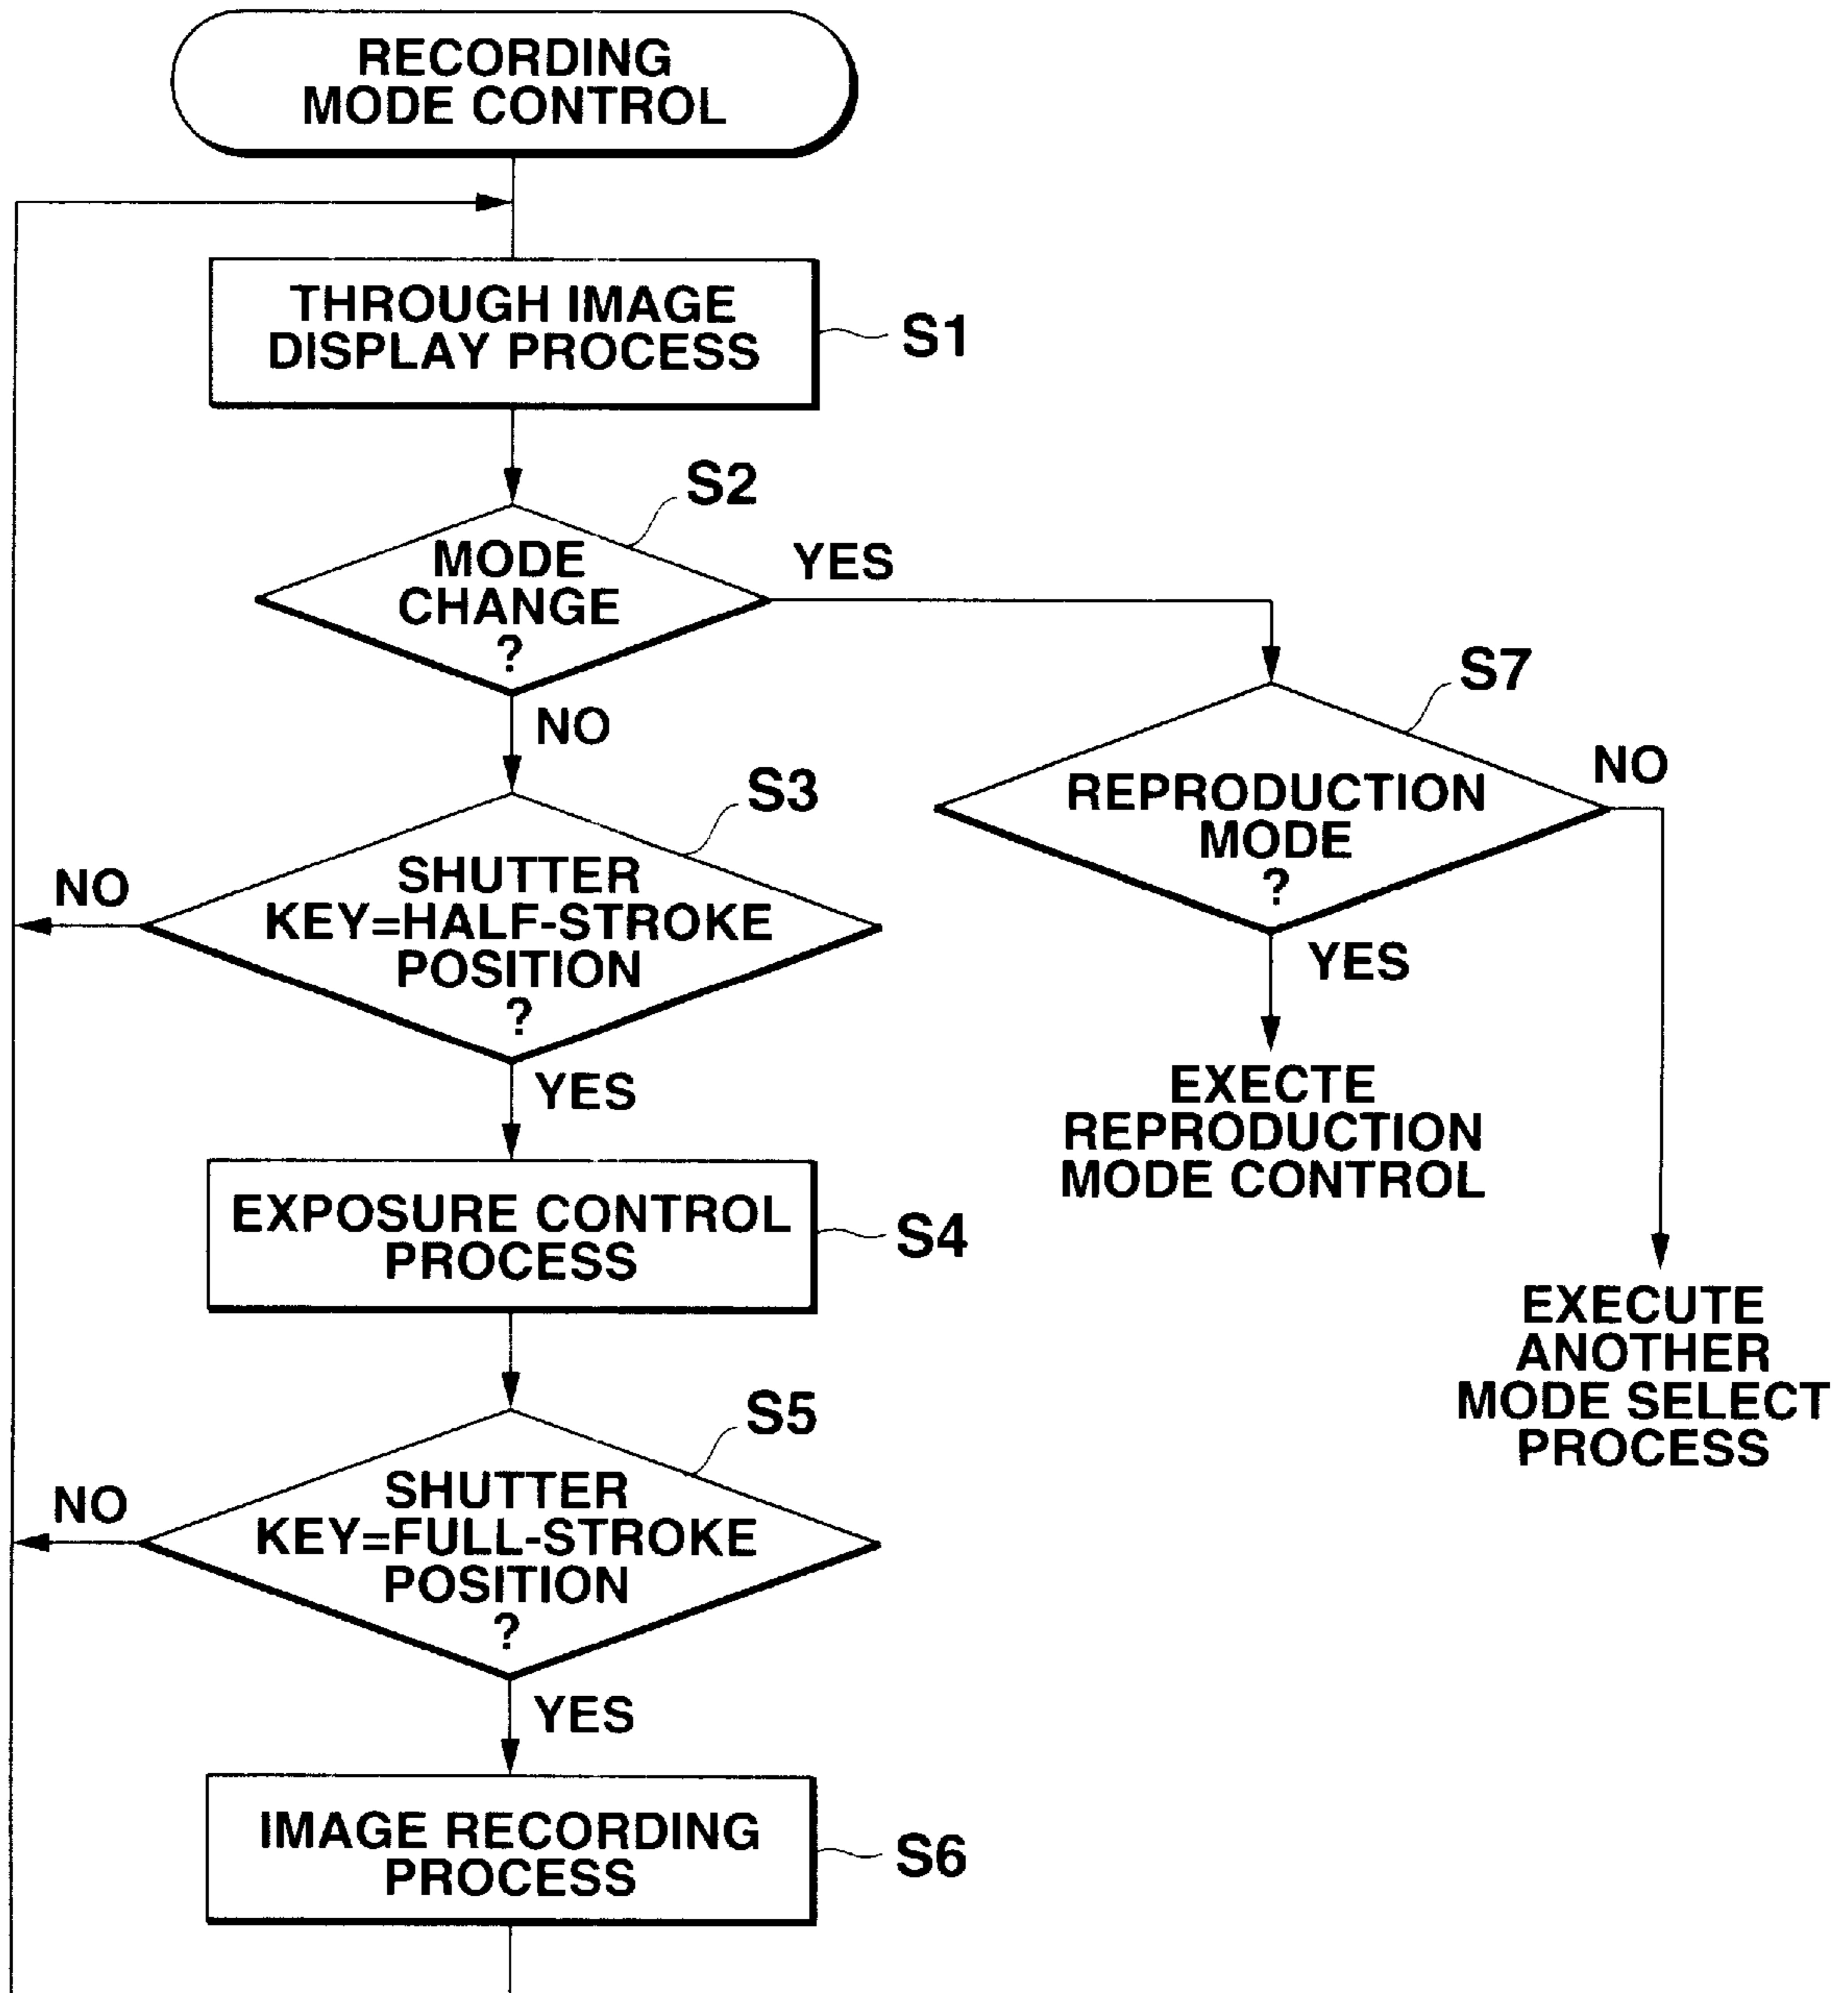 RECORDING
MODE CONTROL
THROUGH IMAGE
DISPLAY PROCESS
S1
S2
MODE
CHANGE
?
YES
NO
S7
REPRODUCTION
MODE
?
NO
YES
EXECTE
REPRODUCTION
MODE CONTROL
EXECUTE
ANOTHER
MODE SELECT
PROCESS
S3
SHUTTER
KEY=HALF-STROKE
POSITION
?
NO
YES
EXPOSURE CONTROL
PROCESS
S4
S5
SHUTTER
KEY=FULL-STROKE
POSITION
?
NO
YES
IMAGE RECORDING
PROCESS
S6